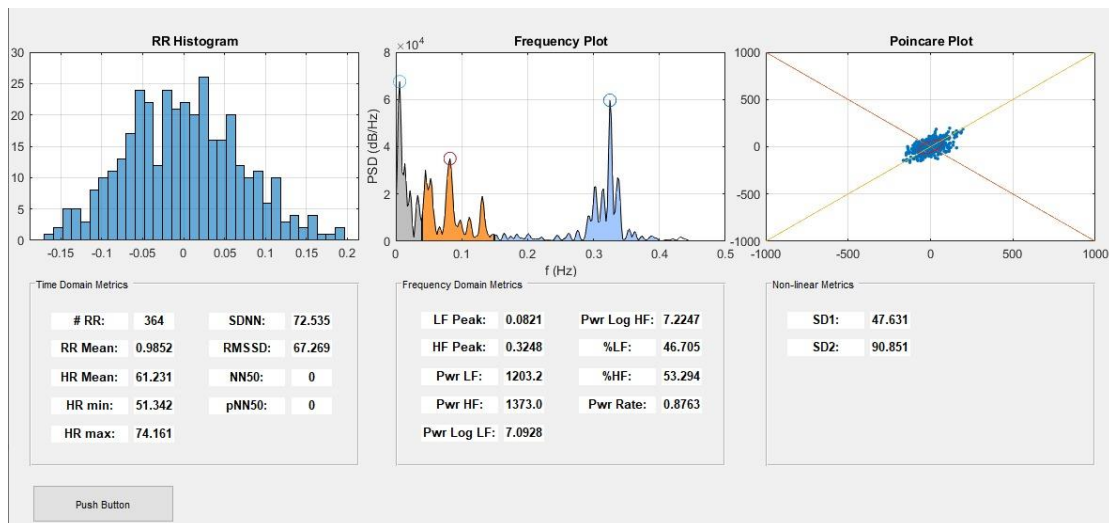 RR Histogram
30
25
20
15
10
5
0
-0.15 -0.1 -0.05 0 0.05 0.1 0.15 0.2
Frequency Plot
×10⁴
8
6
4
2
0
PSD (dB/Hz)
0 0.1 0.2 0.3 0.4 0.5
f (Hz)
Poincare Plot
1000
500
0
-500
-1000
-1000 -500 0 500 1000
Time Domain Metrics
# RR: 364 SDNN: 72.535
RR Mean: 0.9852 RMSSD: 67.269
HR Mean: 61.231 NN50: 0
HR min: 51.342 pNN50: 0
HR max: 74.161
Frequency Domain Metrics
LF Peak: 0.0821 Pwr Log HF: 7.2247
HF Peak: 0.3248 %LF: 46.705
Pwr LF: 1203.2 %HF: 53.294
Pwr HF: 1373.0 Pwr Rate: 0.8763
Pwr Log LF: 7.0928
Non-linear Metrics
SD1: 47.631
SD2: 90.851
Push Button